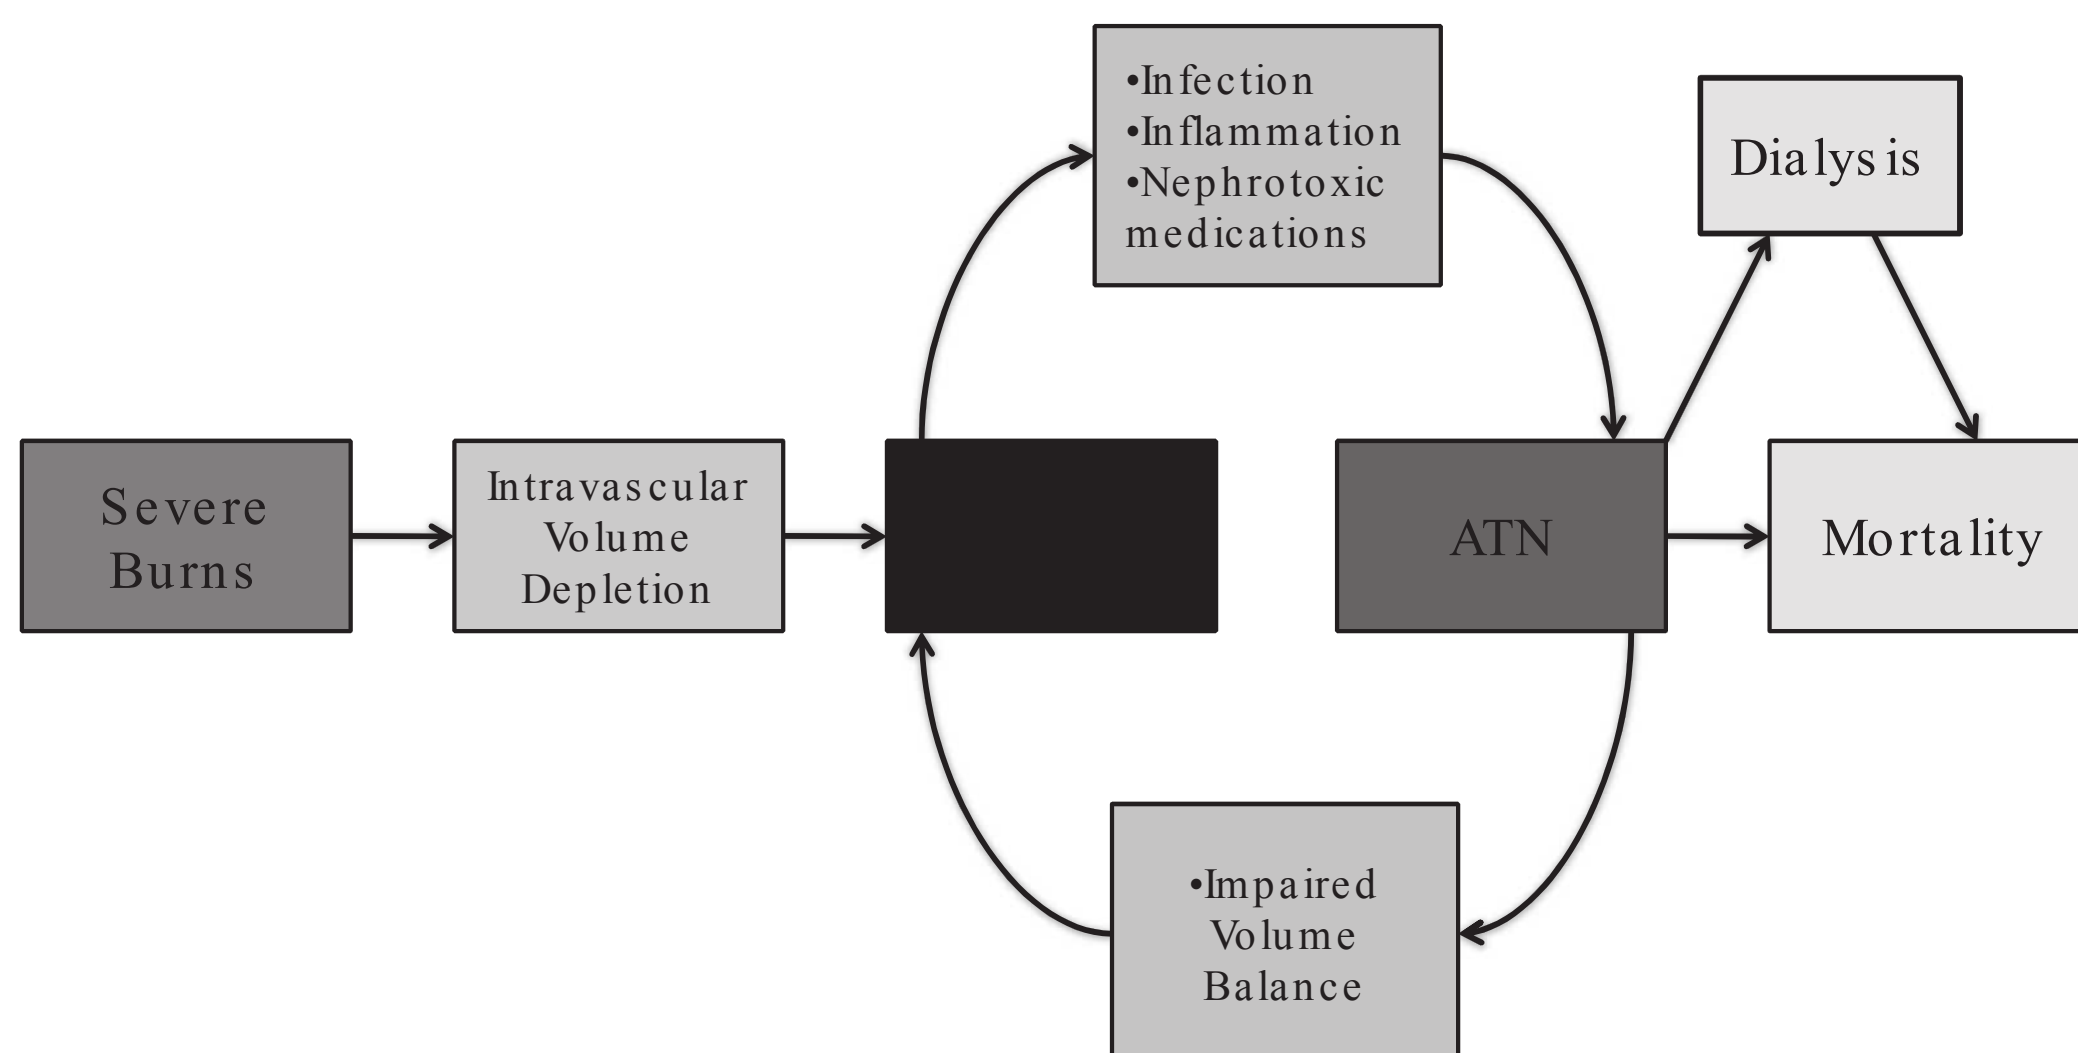 •Infection
•Inflammation
•Nephrotoxic
medications
Dialysis
Severe
Burns
Intravascular
Volume
Depletion
ATN
Mortality
•Impaired
Volume
Balance